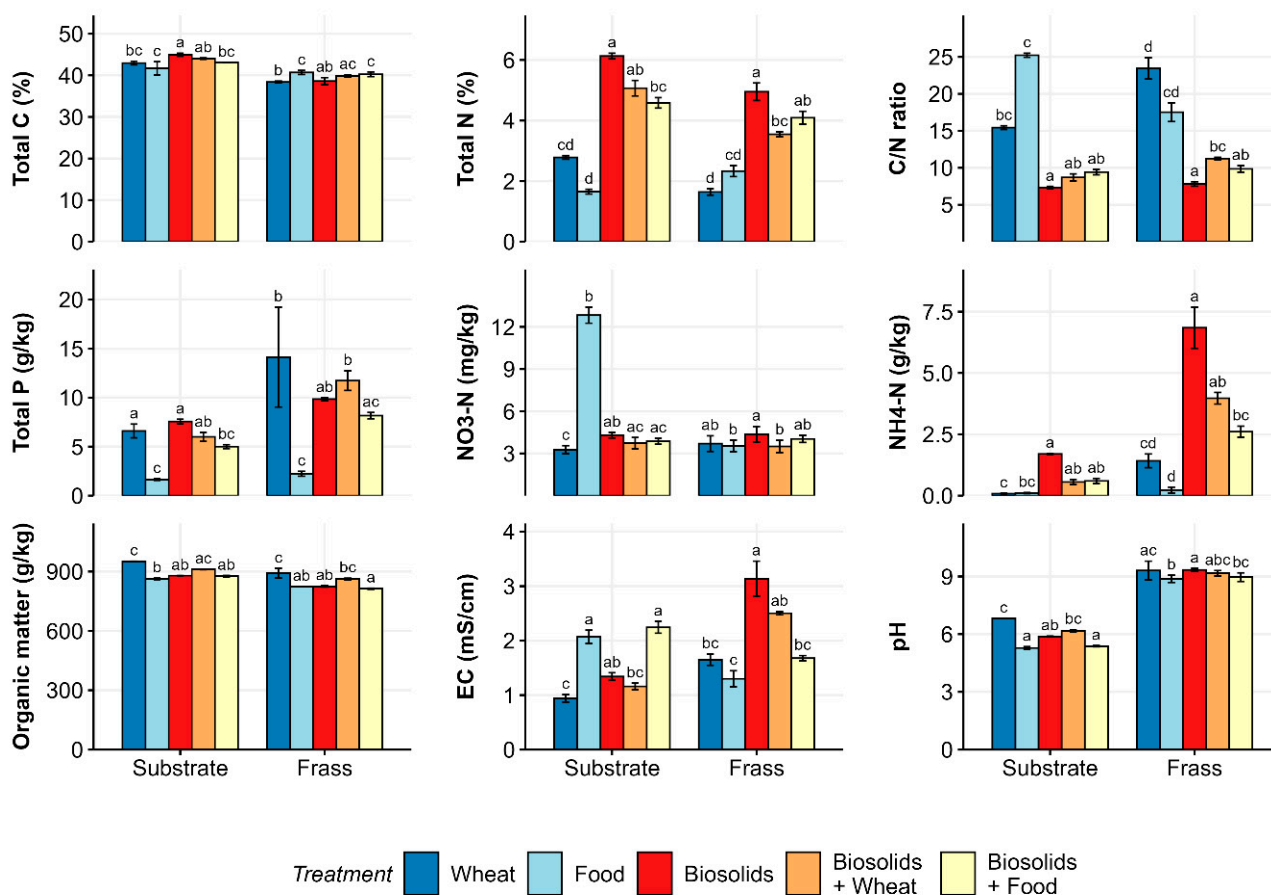 Total C (%)
50
40
30
20
10
0
bc c a ab bc b c ab ac c
Total N (%)
6
4
2
0
cd d a ab bc d cd a bc ab
C/N ratio
25
20
15
10
5
bc c a ab ab d cd a bc ab
Total P (g/kg)
20
15
10
5
0
a c a ab bc b c ab b ac
NO3-N (mg/kg)
12
9
6
3
c b ab ac ac ab b a b ab
NH4-N (g/kg)
7.5
5.0
2.5
0.0
c bc a ab ab cd d a ab bc
Organic matter (g/kg)
900
600
300
0
c b ab ac ab c ab ab bc a
Substrate Frass
EC (mS/cm)
4
3
2
1
0
c a ab bc a bc c a ab bc
Substrate Frass
pH
9
6
3
0
c a ab bc a ac b a abc bc
Substrate Frass
Treatment Wheat Food Biosolids Biosolids + Wheat Biosolids + Food